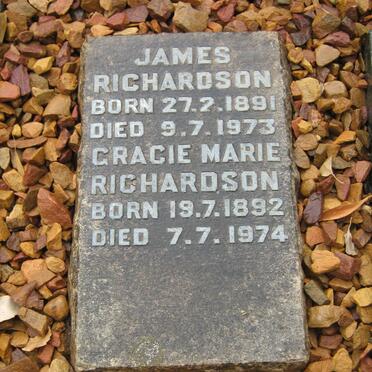 JAMES
RICHARDSON
BORN 27.2.1891
DIED 9.7.1973
GRACIE MARIE
RICHARDSON
BORN 19.7.1892
DIED 7.7.1974